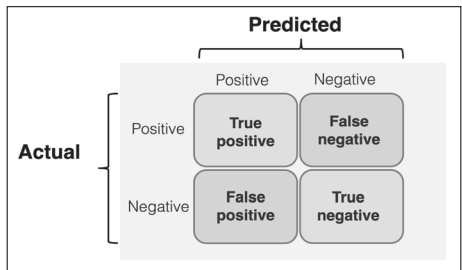 Predicted
Positive Negative
Positive
True
positive
False
negative
Actual
Negative
False
positive
True
negative